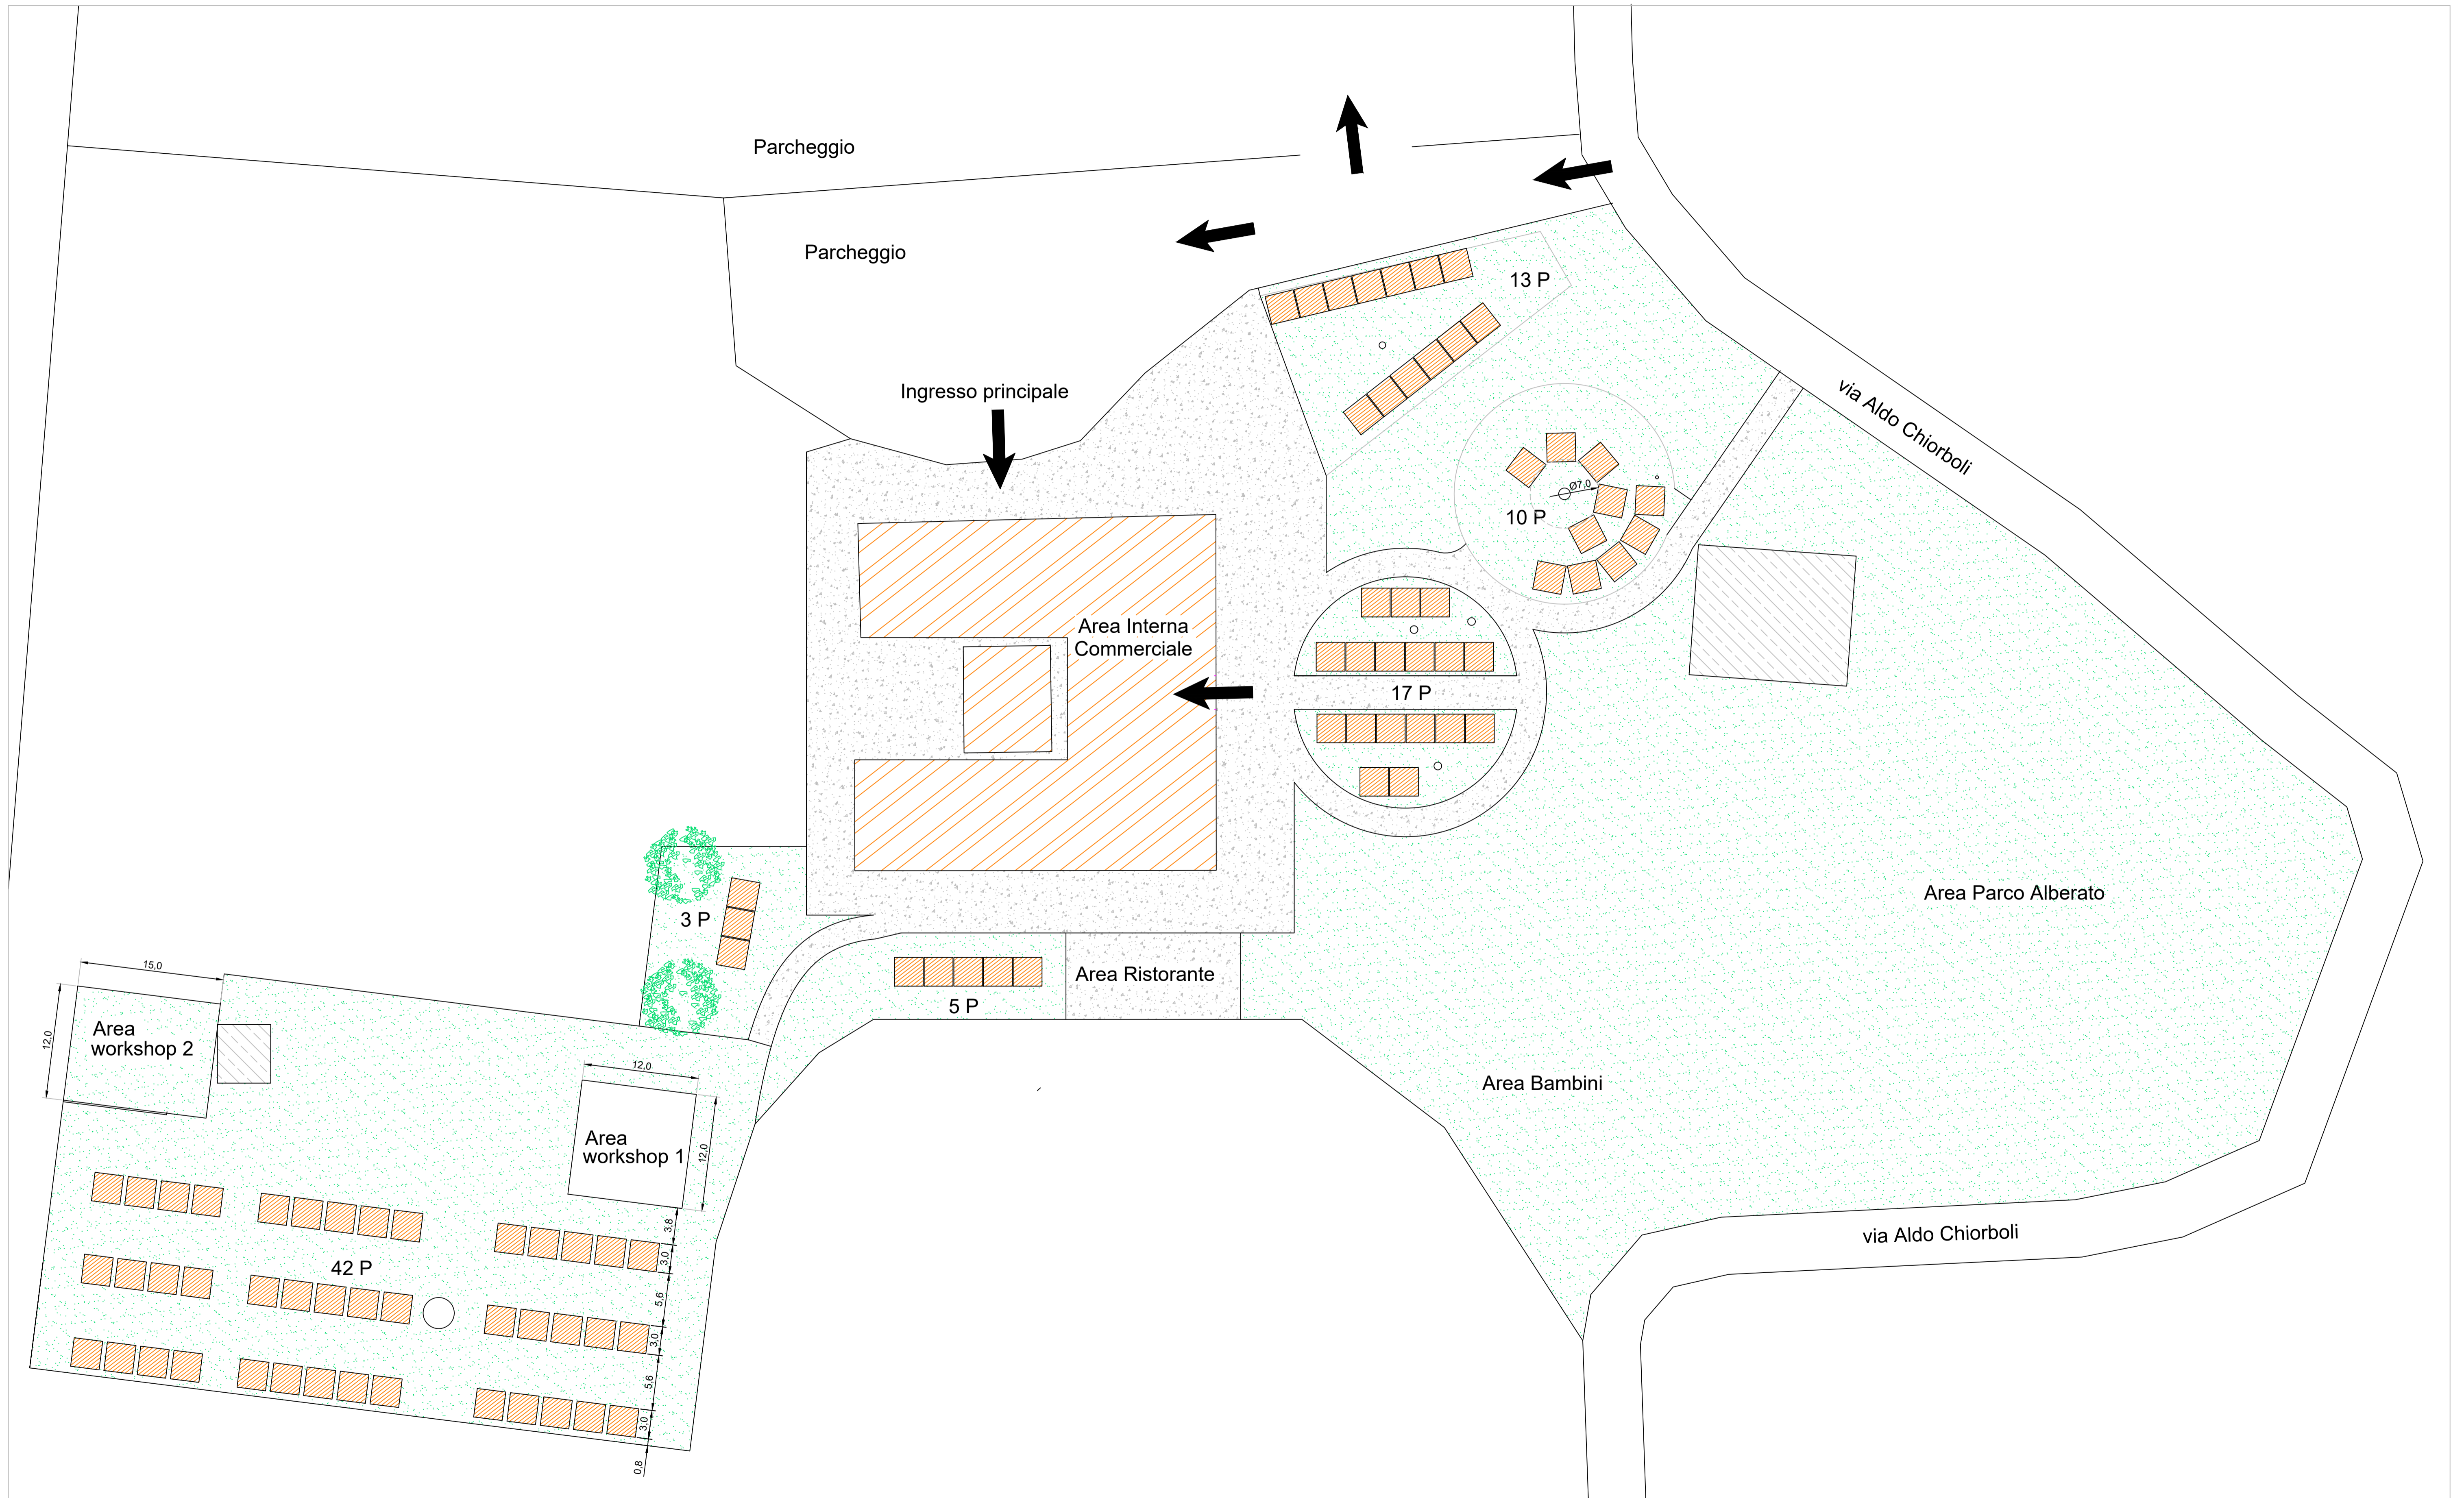 Parcheggio
Parcheggio
13 P
Ingresso principale
via Aldo Chiorboli
Ø7,0
10 P
Area Interna
Commerciale
17 P
Area Parco Alberato
3 P
15,0
Area Ristorante
5 P
12,0
Area
workshop 2
12,0
Area Bambini
Area
workshop 1
12,0
3,8
via Aldo Chiorboli
3,0
42 P
5,6
3,0
5,6
3,0
0,8